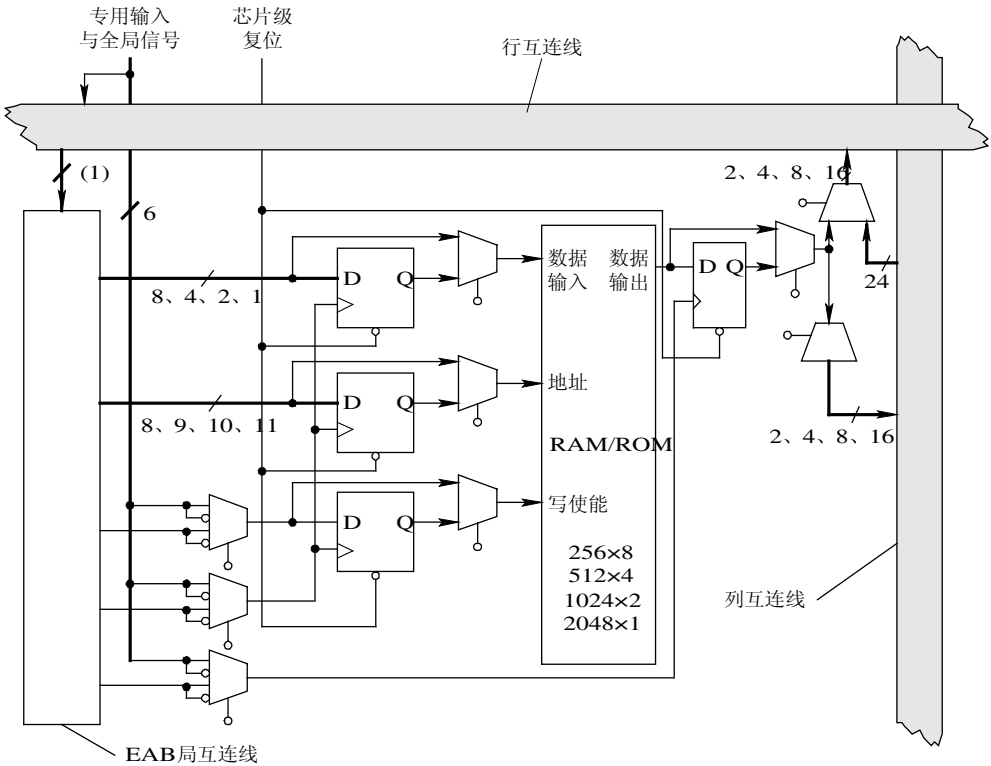 专用输入
与全局信号
芯片级
复位
行互连线
(1)
6
2、4、8、16
24
8、4、2、1
D Q
数据
输入
数据
输出
D Q
8、9、10、11
D Q
地址
2、4、8、16
RAM/ROM
D Q
写使能
256×8
512×4
1024×2
2048×1
列互连线
EAB局互连线